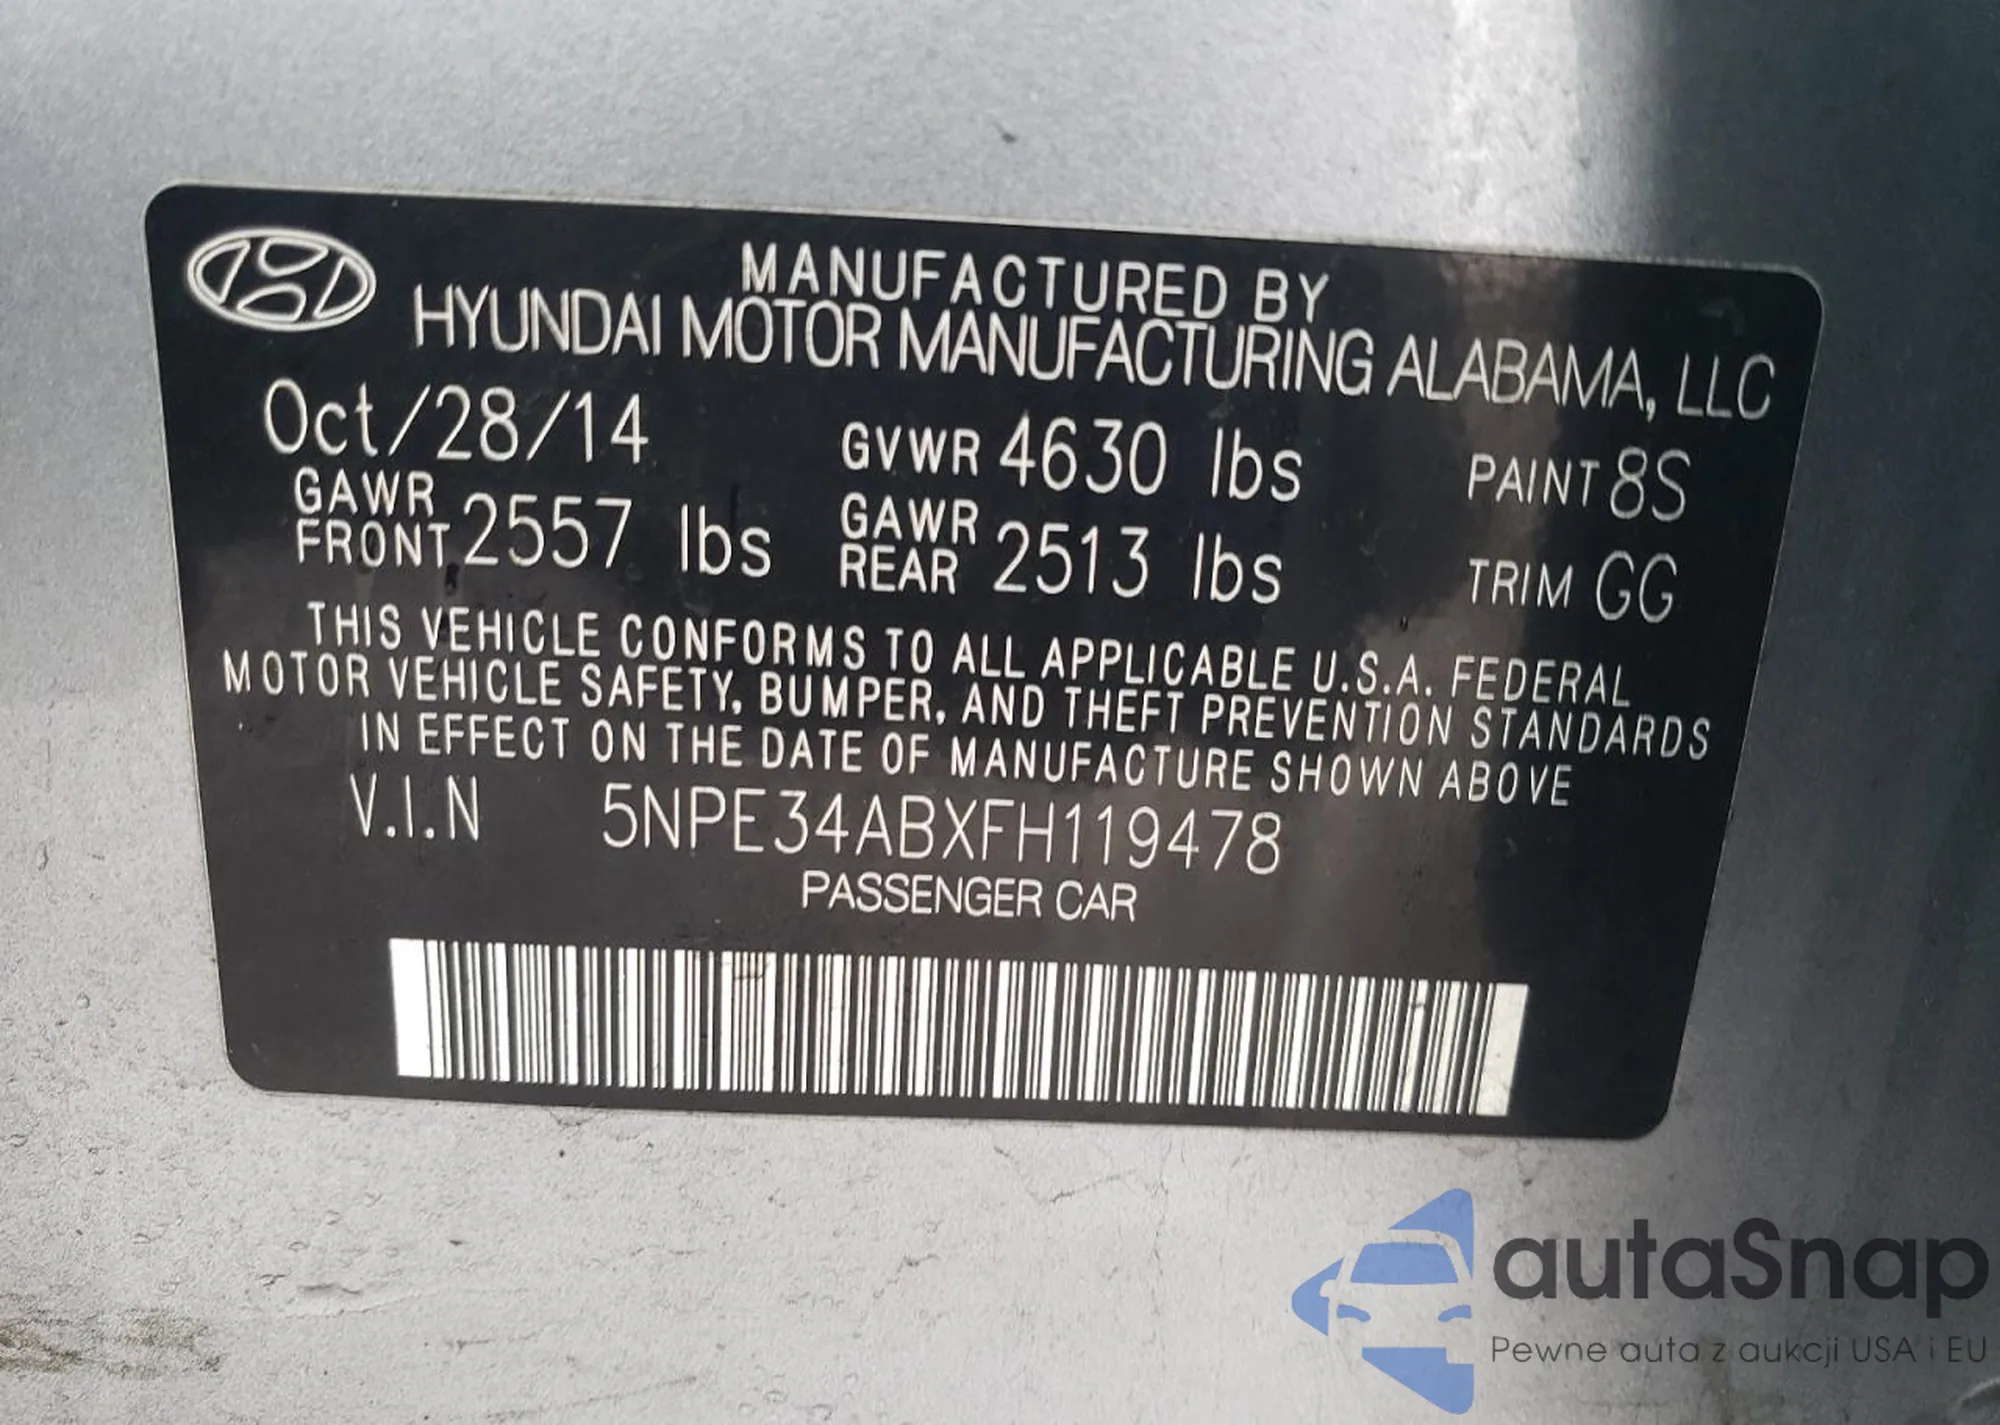 MANUFACTURED BY
HYUNDAI MOTOR MANUFACTURING ALABAMA, LLC
Oct/28/14 GVWR 4630 lbs PAINT 8S
GAWR FRONT 2557 lbs GAWR REAR 2513 lbs TRIM GG
THIS VEHICLE CONFORMS TO ALL APPLICABLE U.S.A. FEDERAL
MOTOR VEHICLE SAFETY, BUMPER, AND THEFT PREVENTION STANDARDS
IN EFFECT ON THE DATE OF MANUFACTURE SHOWN ABOVE
V.I.N 5NPE34ABXFH119478
PASSENGER CAR
autaSnap
Pewne auta z aukcji USA i EU